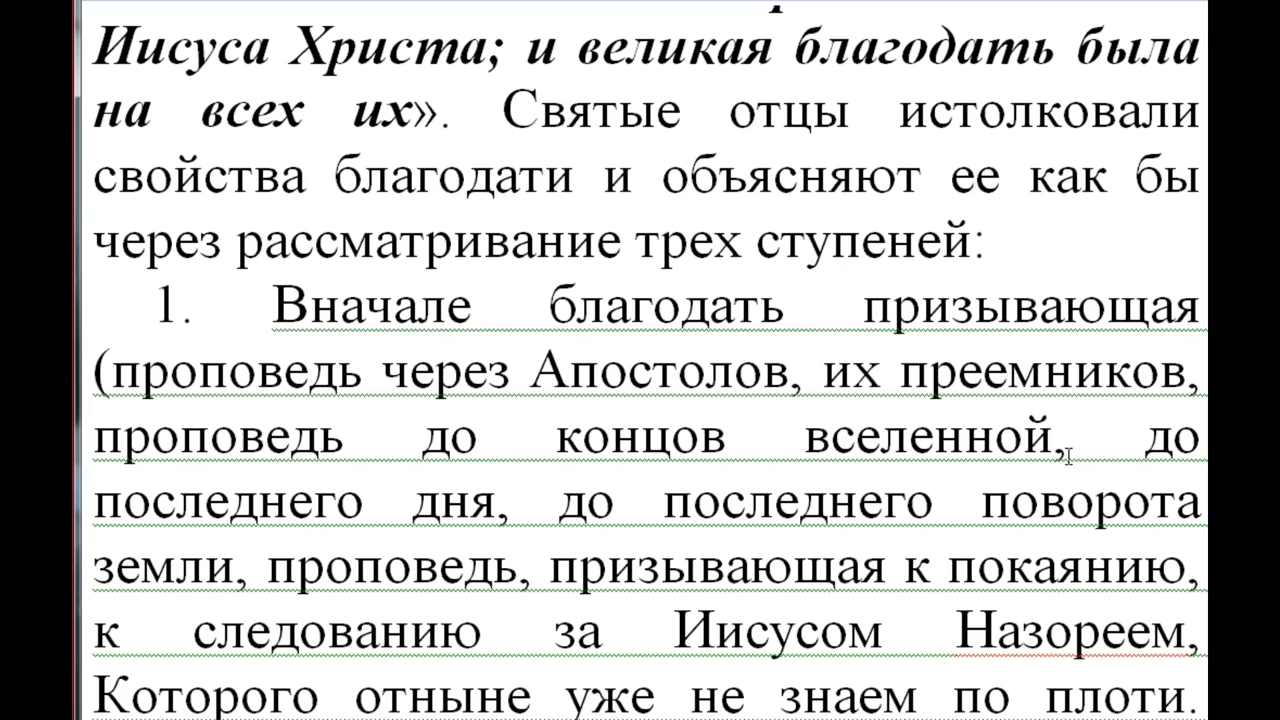 Иисуса Христа; и великая благодать была
на всех их». Святые отцы истолковали
свойства благодати и объясняют ее как бы
через рассматривание трех ступеней:
1. Вначале благодать призывающая
(проповедь через Апостолов, их преемников,
проповедь до концов вселенной, до
последнего дня, до последнего поворота
земли, проповедь, призывающая к покаянию,
к следованию за Иисусом Назореем,
Которого отныне уже не знаем по плоти.